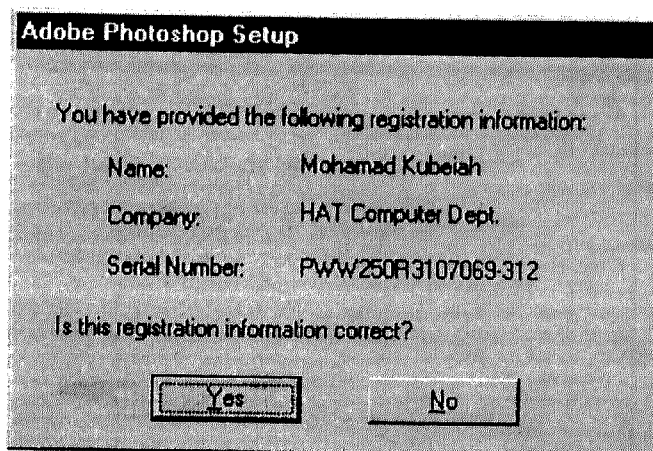 Adobe Photoshop Setup
You have provided the following registration information:
Name: Mohamad Kubeiah
Company: HAT Computer Dept.
Serial Number: PWW250R3107069-312
Is this registration information correct?
Yes No